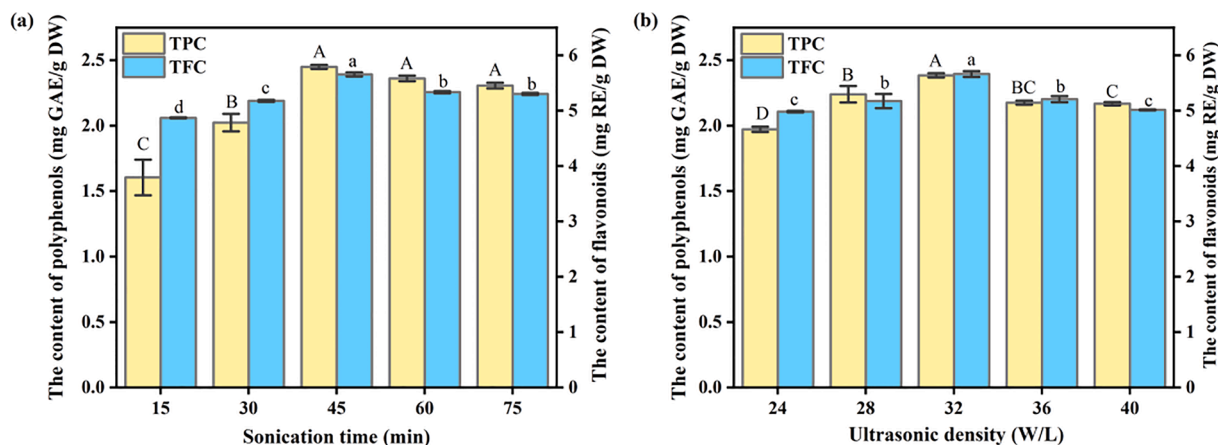 (a)
The content of polyphenols (mg GAE/g DW)
2.5
2.0
1.5
1.0
0.5
0.0
TPC
TFC
C d B c A a A b A b
15 30 45 60 75
Sonication time (min)
6
5
4
3
2
1
0
The content of flavonoids (mg RE/g DW)
(b)
The content of polyphenols (mg GAE/g DW)
2.5
2.0
1.5
1.0
0.5
0.0
TPC
TFC
D c B b A a BC b C c
24 28 32 36 40
Ultrasonic density (W/L)
6
5
4
3
2
1
0
The content of flavonoids (mg RE/g DW)